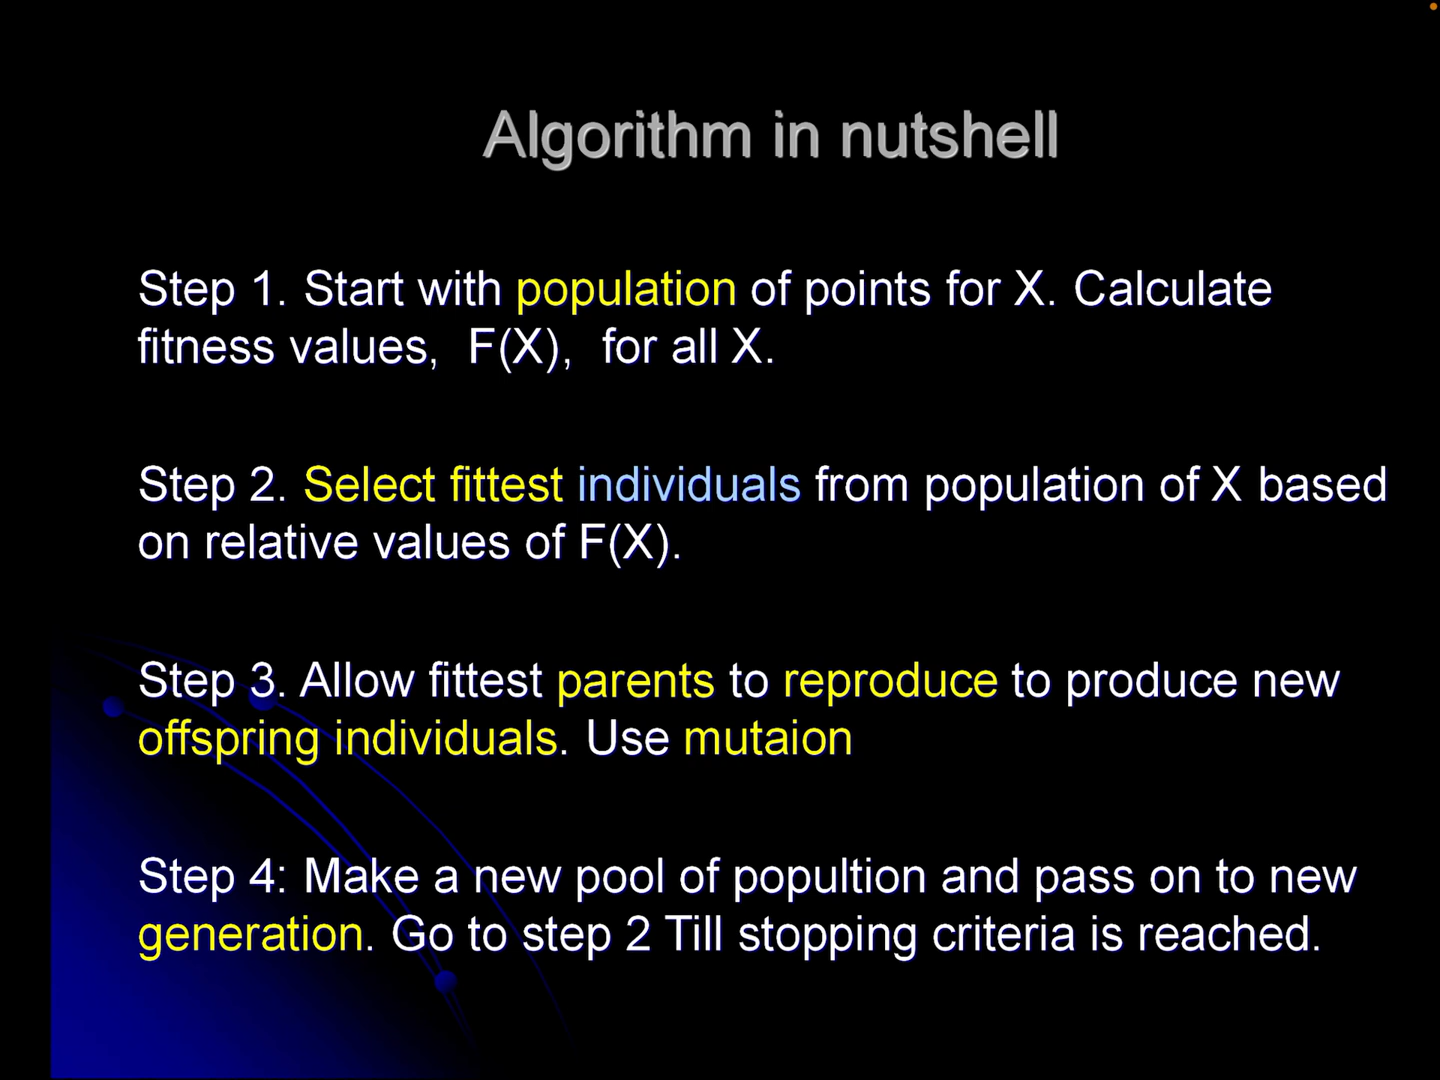 Algorithm in nutshell
Step 1. Start with population of points for X. Calculate
fitness values,  F(X),  for all X.
Step 2. Select fittest individuals from population of X based
on relative values of F(X).
Step 3. Allow fittest parents to reproduce to produce new
offspring individuals. Use mutaion
Step 4: Make a new pool of popultion and pass on to new
generation. Go to step 2 Till stopping criteria is reached.